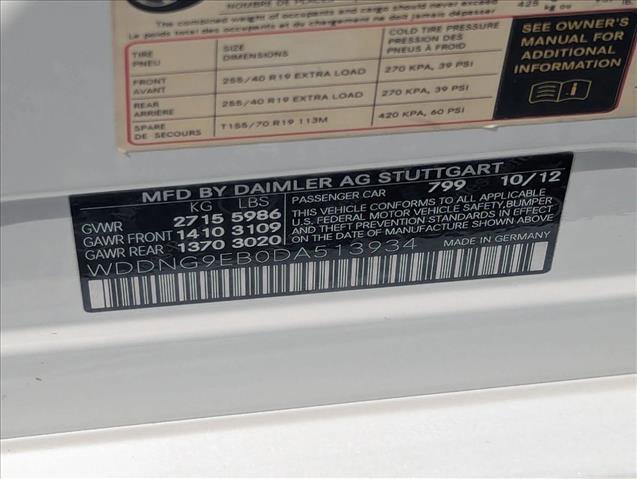 The combined weight of occupants and cargo should never exceed 425 kg ou
Le poids total des occupants et du chargement ne doit jamais dépasser
TIRE PNEU SIZE DIMENSIONS COLD TIRE PRESSURE PRESSION DES PNEUS À FROID
FRONT AVANT 255/40 R19 EXTRA LOAD 270 KPA, 39 PSI
REAR ARRIÈRE 255/40 R19 EXTRA LOAD 270 KPA, 39 PSI
SPARE DE SECOURS T155/70 R19 113M 420 KPA, 60 PSI
SEE OWNER'S
MANUAL FOR
ADDITIONAL
INFORMATION
MFD BY DAIMLER AG STUTTGART
KG LBS
GVWR 2715 5986
GAWR FRONT 1410 3109
GAWR REAR 1370 3020
PASSENGER CAR 799 10/12
THIS VEHICLE CONFORMS TO ALL APPLICABLE
U.S. FEDERAL MOTOR VEHICLE SAFETY, BUMPER
AND THEFT PREVENTION STANDARDS IN EFFECT
ON THE DATE OF MANUFACTURE SHOWN ABOVE
WDDNG9EB0DA513934
MADE IN GERMANY